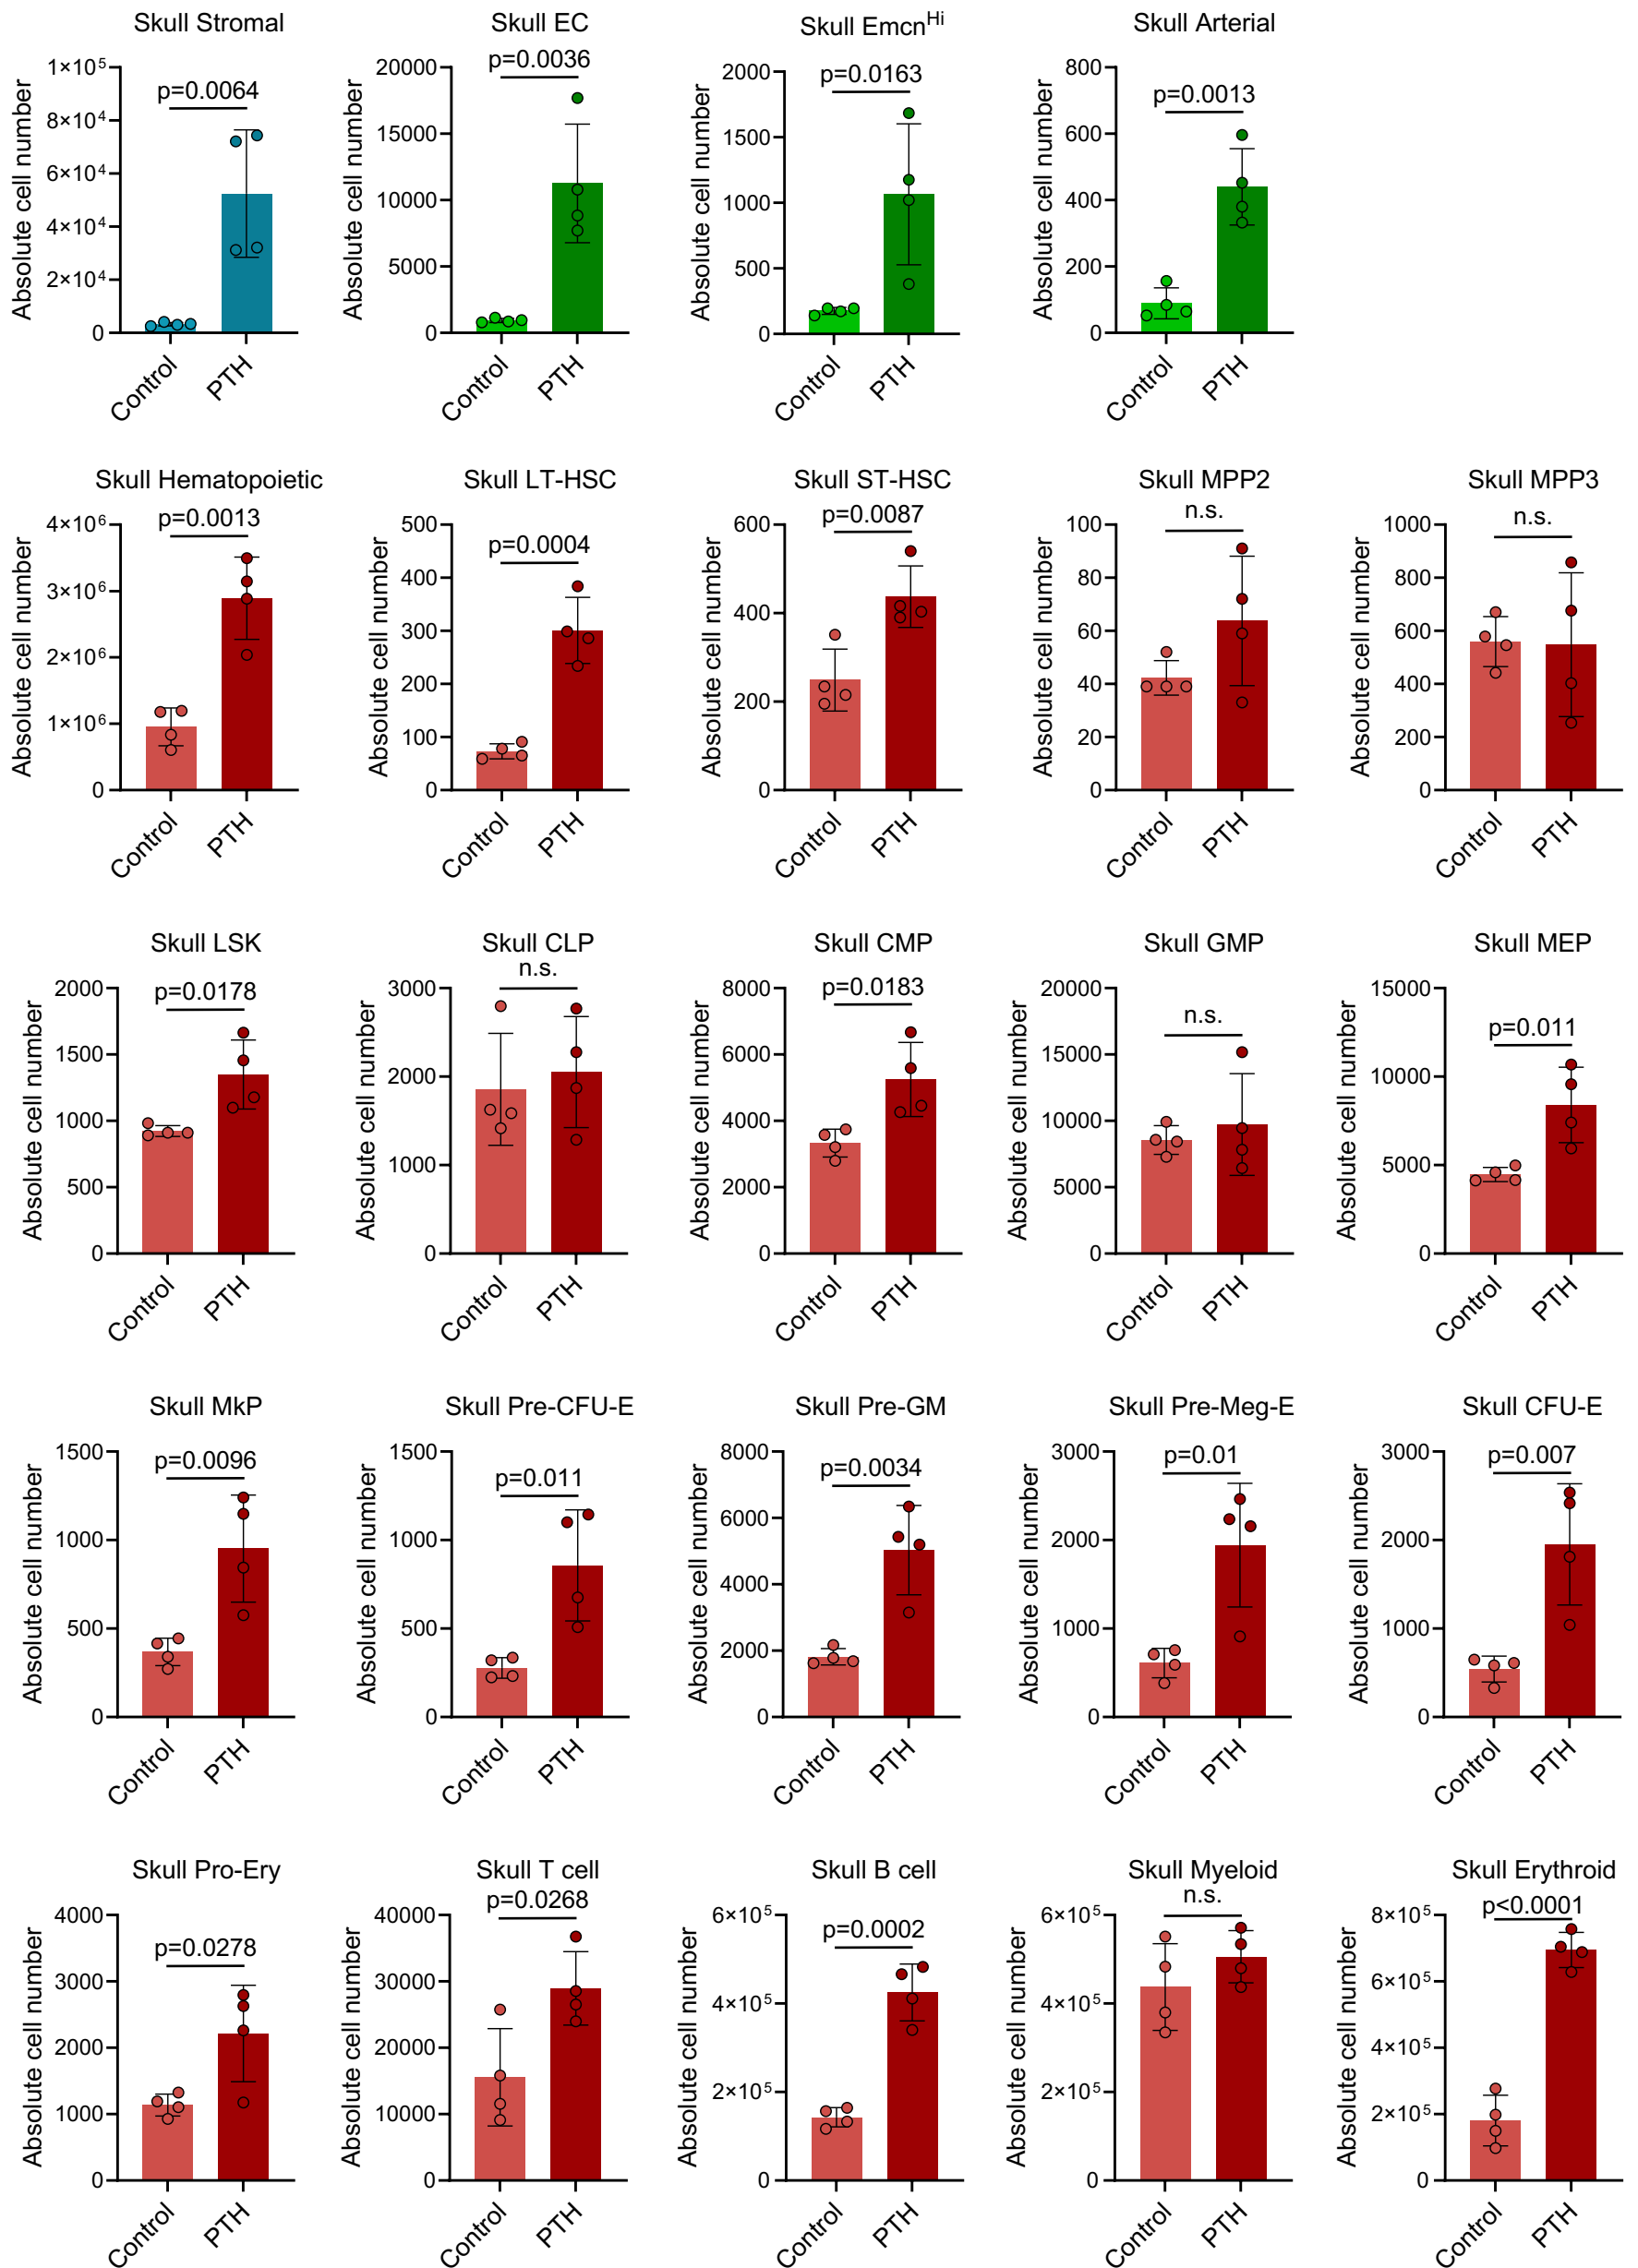 Skull Stromal
p=0.0064
Absolute cell number
1×10⁵
8×10⁴
6×10⁴
4×10⁴
2×10⁴
0
Control
PTH
Skull EC
p=0.0036
Absolute cell number
20000
15000
10000
5000
0
Control
PTH
Skull Emcn^Hi
p=0.0163
Absolute cell number
2000
1500
1000
500
0
Control
PTH
Skull Arterial
p=0.0013
Absolute cell number
800
600
400
200
0
Control
PTH
Skull Hematopoietic
p=0.0013
Absolute cell number
4×10⁶
3×10⁶
2×10⁶
1×10⁶
0
Control
PTH
Skull LT-HSC
p=0.0004
Absolute cell number
500
400
300
200
100
0
Control
PTH
Skull ST-HSC
p=0.0087
Absolute cell number
600
400
200
0
Control
PTH
Skull MPP2
n.s.
Absolute cell number
100
80
60
40
20
0
Control
PTH
Skull MPP3
n.s.
Absolute cell number
1000
800
600
400
200
0
Control
PTH
Skull LSK
p=0.0178
Absolute cell number
2000
1500
1000
500
0
Control
PTH
Skull CLP
n.s.
Absolute cell number
3000
2000
1000
0
Control
PTH
Skull CMP
p=0.0183
Absolute cell number
8000
6000
4000
2000
0
Control
PTH
Skull GMP
n.s.
Absolute cell number
20000
15000
10000
5000
0
Control
PTH
Skull MEP
p=0.011
Absolute cell number
15000
10000
5000
0
Control
PTH
Skull MkP
p=0.0096
Absolute cell number
1500
1000
500
0
Control
PTH
Skull Pre-CFU-E
p=0.011
Absolute cell number
1500
1000
500
0
Control
PTH
Skull Pre-GM
p=0.0034
Absolute cell number
8000
6000
4000
2000
0
Control
PTH
Skull Pre-Meg-E
p=0.01
Absolute cell number
3000
2000
1000
0
Control
PTH
Skull CFU-E
p=0.007
Absolute cell number
3000
2000
1000
0
Control
PTH
Skull Pro-Ery
p=0.0278
Absolute cell number
4000
3000
2000
1000
0
Control
PTH
Skull T cell
p=0.0268
Absolute cell number
40000
30000
20000
10000
0
Control
PTH
Skull B cell
p=0.0002
Absolute cell number
6×10⁵
4×10⁵
2×10⁵
0
Control
PTH
Skull Myeloid
n.s.
Absolute cell number
6×10⁵
4×10⁵
2×10⁵
0
Control
PTH
Skull Erythroid
p<0.0001
Absolute cell number
8×10⁵
6×10⁵
4×10⁵
2×10⁵
0
Control
PTH